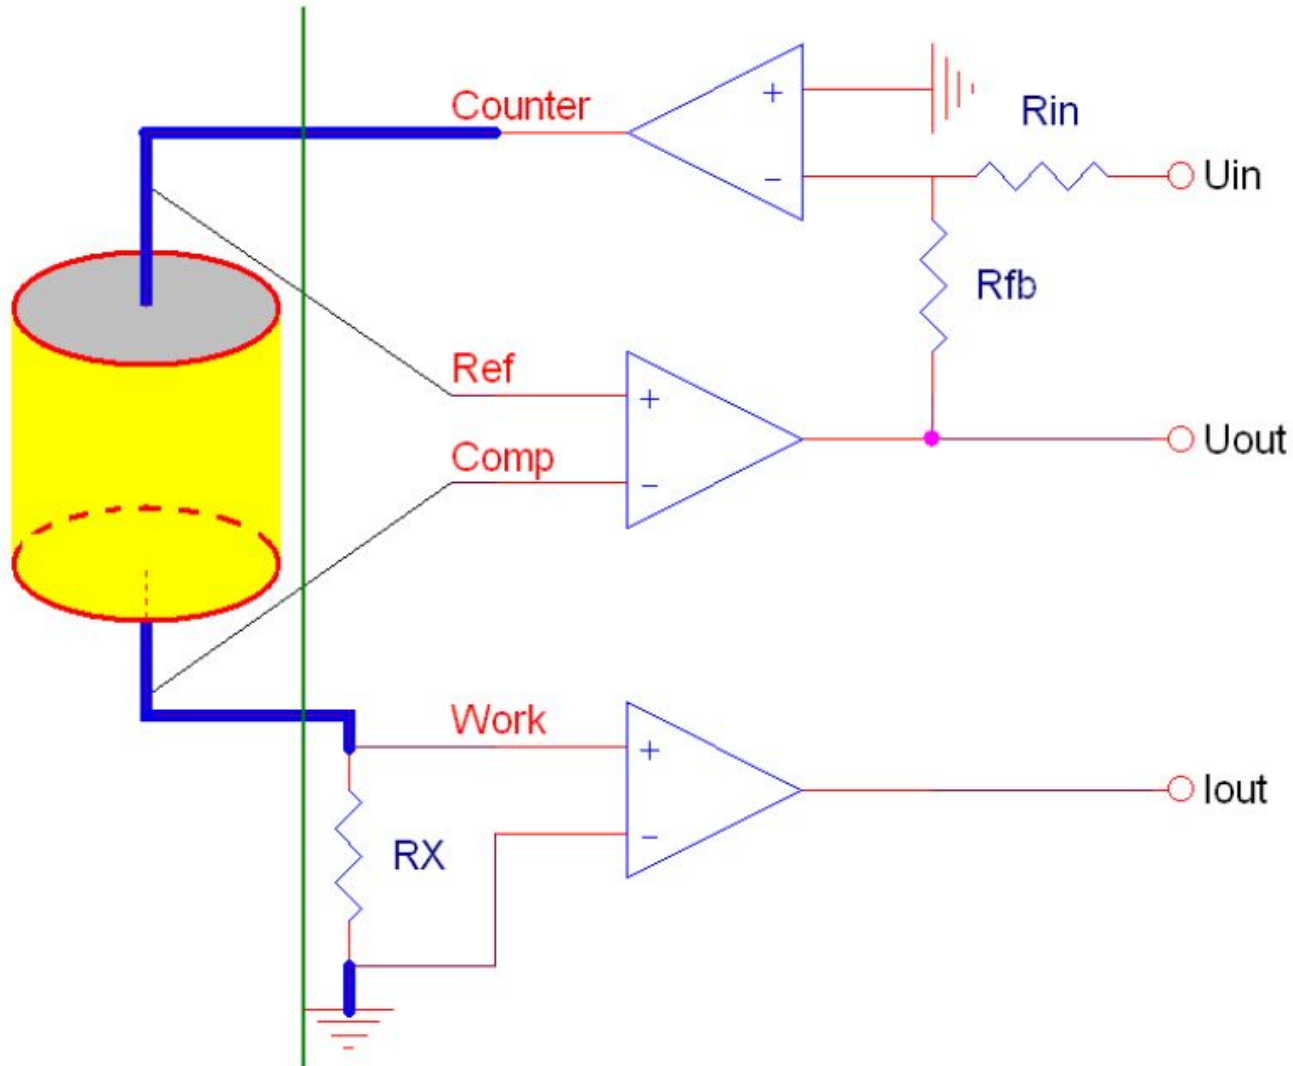 Counter
+
−
Rin
Uin
Rfb
Ref
+
Comp
−
Uout
Work
+
−
Iout
RX